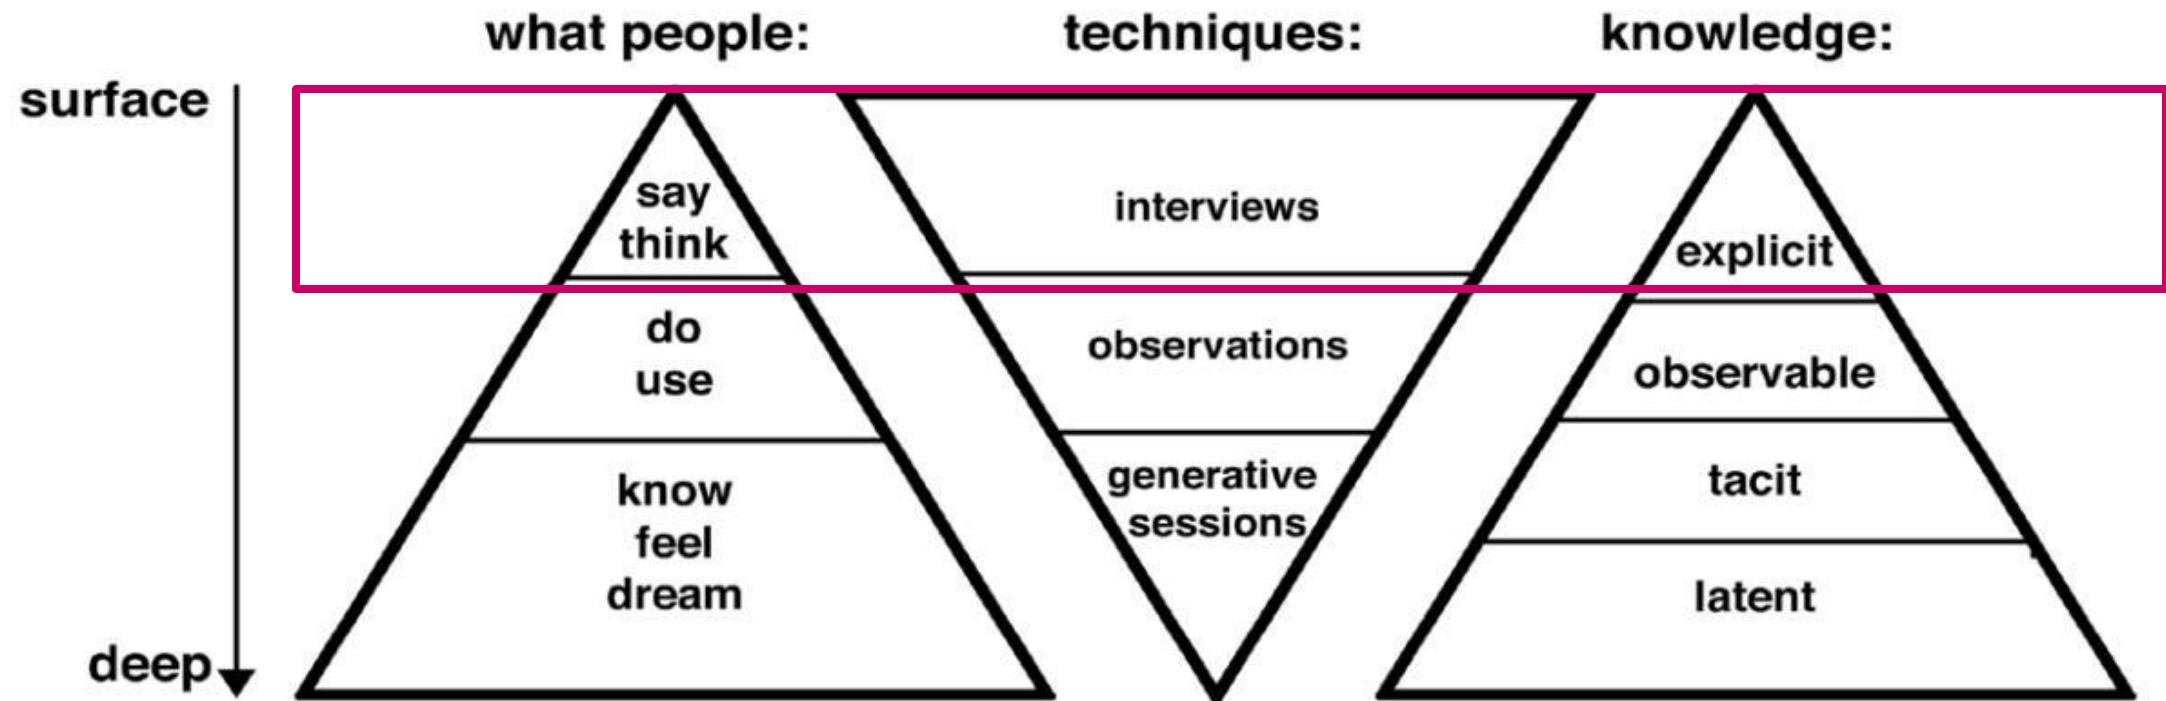 what people:
techniques:
knowledge:
surface
say
think
do
use
know
feel
dream
interviews
observations
generative
sessions
explicit
observable
tacit
latent
deep